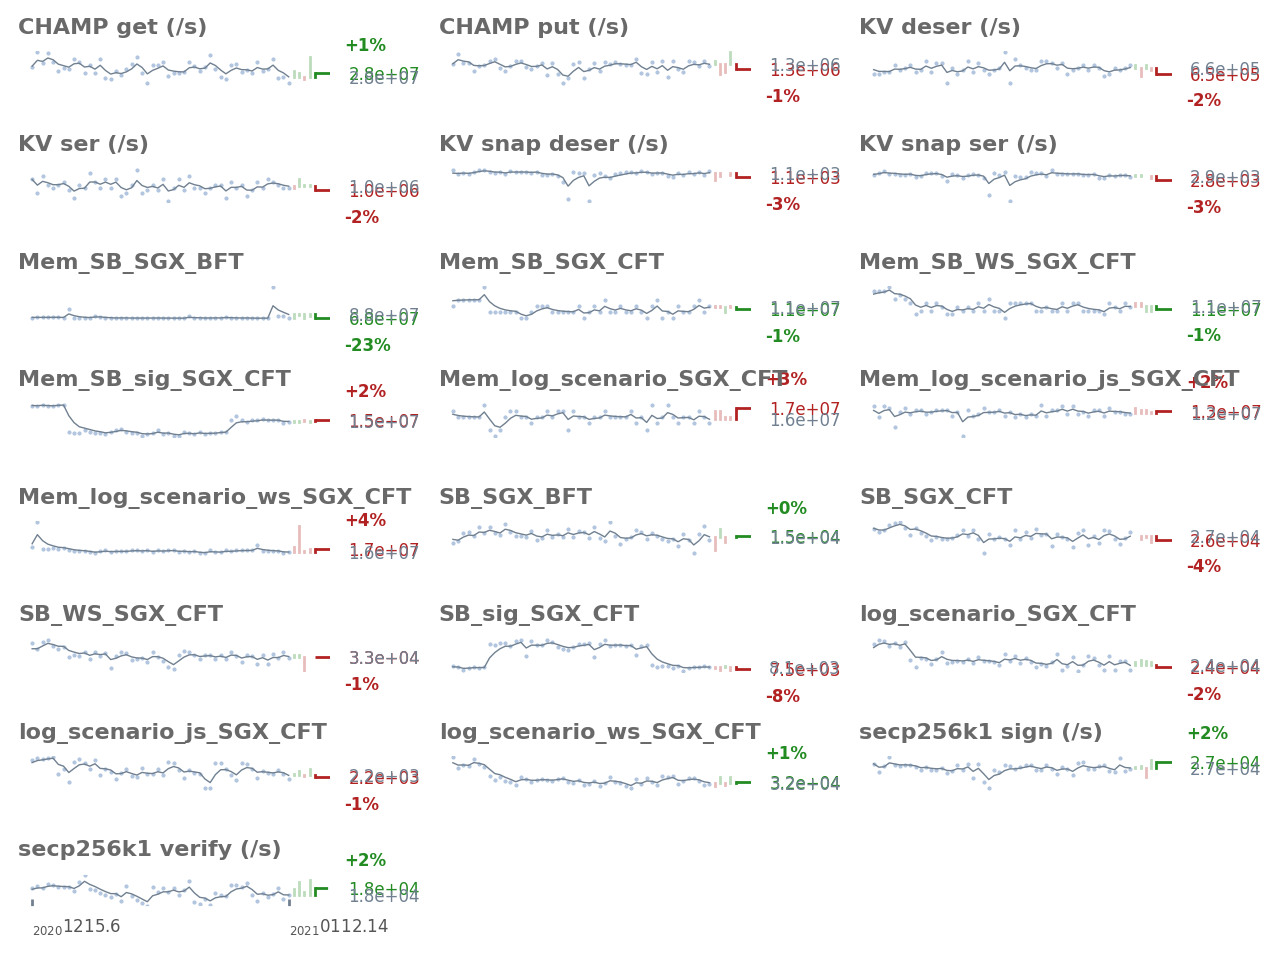 CHAMP get (/s)
+1%
2.8e+07
2.8e+07
CHAMP put (/s)
1.3e+06
1.3e+06
-1%
KV deser (/s)
6.6e+05
6.5e+05
-2%
KV ser (/s)
1.0e+06
1.0e+06
-2%
KV snap deser (/s)
1.1e+03
1.1e+03
-3%
KV snap ser (/s)
2.9e+03
2.8e+03
-3%
Mem_SB_SGX_BFT
8.8e+07
6.8e+07
-23%
Mem_SB_SGX_CFT
1.1e+07
1.1e+07
-1%
Mem_SB_WS_SGX_CFT
1.1e+07
1.1e+07
-1%
Mem_SB_sig_SGX_CFT
+2%
1.5e+07
Mem_log_scenario_SGX_CFT
+3%
1.7e+07
1.6e+07
Mem_log_scenario_js_SGX_CFT
+2%
1.3e+07
1.2e+07
Mem_log_scenario_ws_SGX_CFT
+4%
1.7e+07
1.6e+07
SB_SGX_BFT
+0%
1.5e+04
1.5e+04
SB_SGX_CFT
2.7e+04
2.6e+04
-4%
SB_WS_SGX_CFT
3.3e+04
-1%
SB_sig_SGX_CFT
8.1e+03
7.5e+03
-8%
log_scenario_SGX_CFT
2.4e+04
2.4e+04
-2%
log_scenario_js_SGX_CFT
2.2e+03
2.2e+03
-1%
log_scenario_ws_SGX_CFT
+1%
3.2e+04
3.2e+04
secp256k1 sign (/s)
+2%
2.7e+04
2.7e+04
secp256k1 verify (/s)
+2%
1.8e+04
1.8e+04
2020 1215.6
2021 0112.14